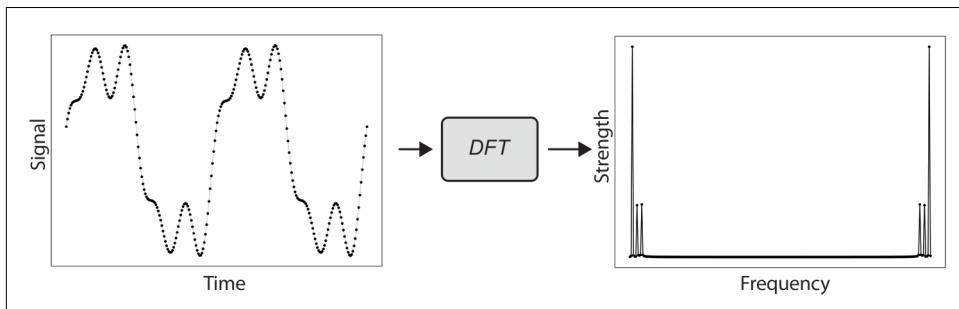 Signal
Time
DFT
Strength
Frequency